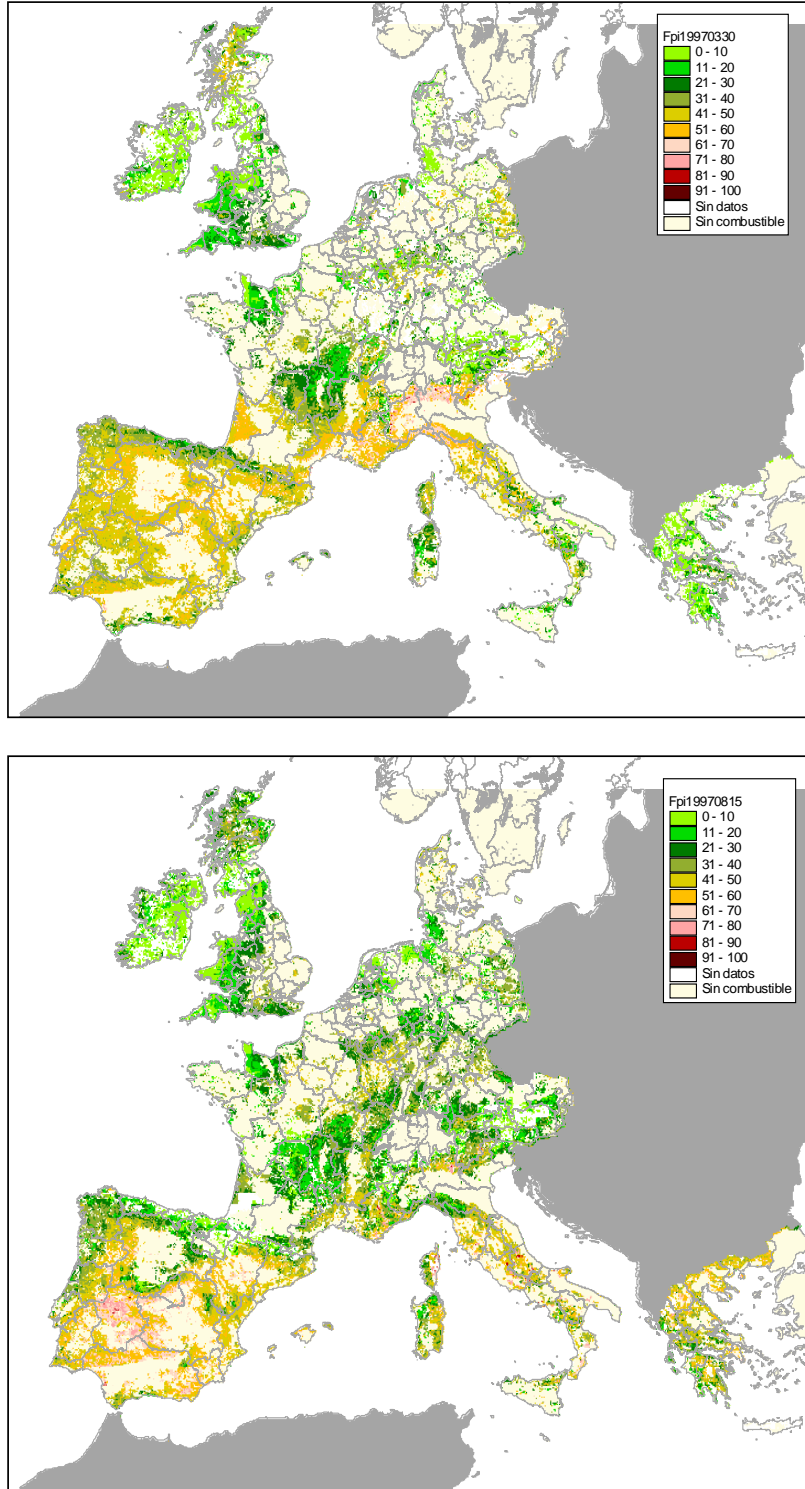 Fpi19970330
0 - 10
11 - 20
21 - 30
31 - 40
41 - 50
51 - 60
61 - 70
71 - 80
81 - 90
91 - 100
Sin datos
Sin combustible
Fpi19970815
0 - 10
11 - 20
21 - 30
31 - 40
41 - 50
51 - 60
61 - 70
71 - 80
81 - 90
91 - 100
Sin datos
Sin combustible